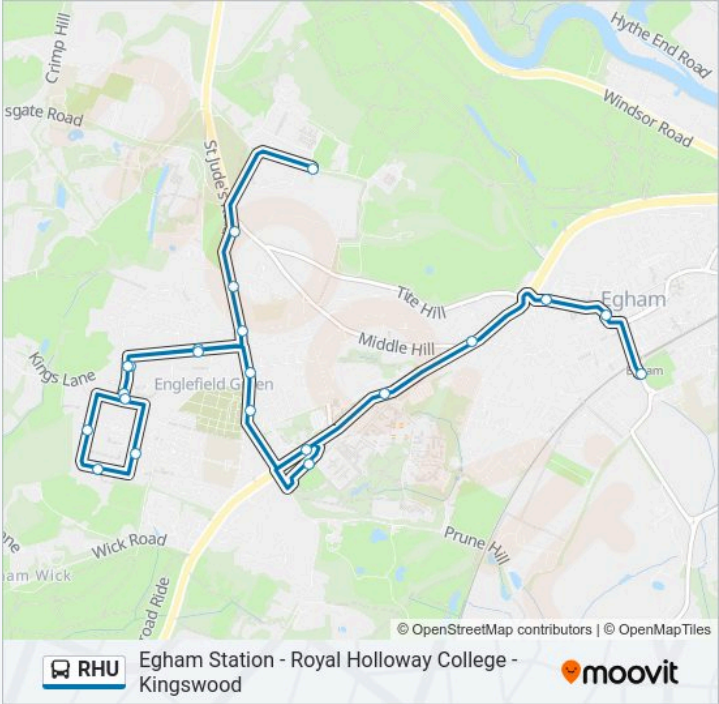 Crimp Hill
Hythe End Road
sgate Road
Windsor Road
St Jude's
Egham
Tite Hill
Middle Hill
Egham
Kings Lane
Englefield Green
Prune Hill
Wick Road
ham Wick
road Ride
© OpenStreetMap contributors | © OpenMapTiles
RHU
Egham Station - Royal Holloway College -
Kingswood
moovit